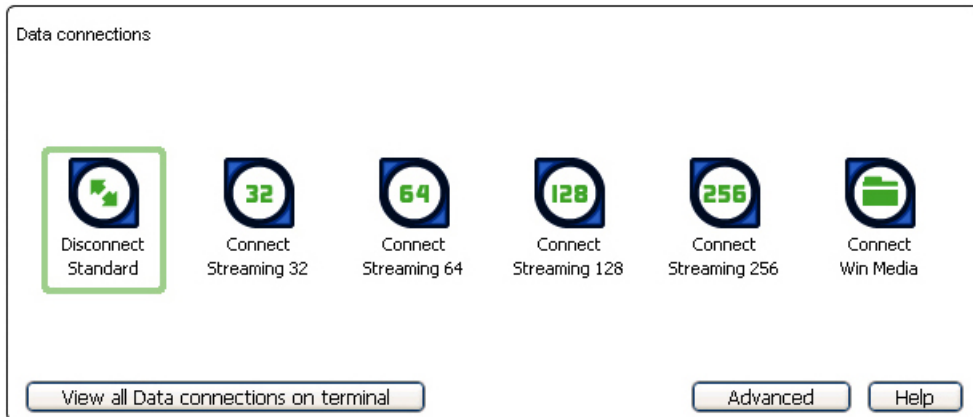 Data connections
32
64
128
256
Disconnect
Standard
Connect
Streaming 32
Connect
Streaming 64
Connect
Streaming 128
Connect
Streaming 256
Connect
Win Media
View all Data connections on terminal
Advanced
Help